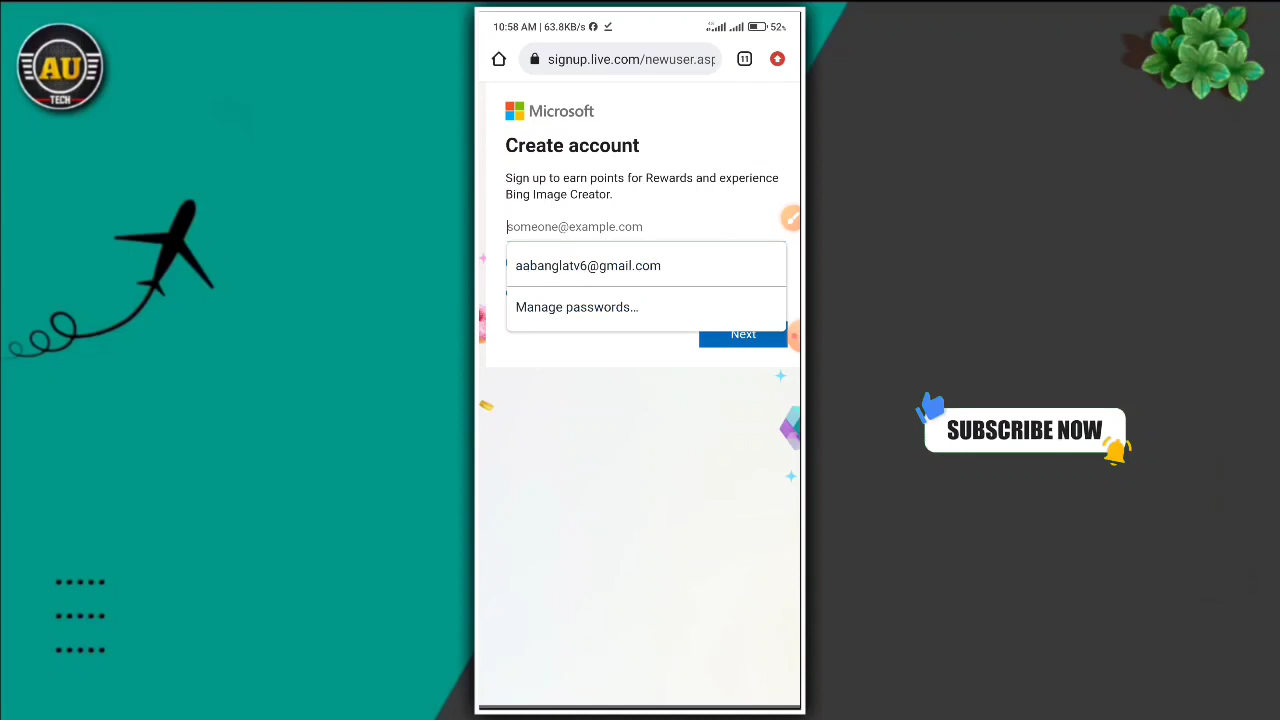 AU
TECH
10:58 AM | 63.8KB/s
4G
52%
signup.live.com/newuser.asp
11
Microsoft
Create account
Sign up to earn points for Rewards and experience
Bing Image Creator.
someone@example.com
aabanglatv6@gmail.com
Manage passwords...
Next
SUBSCRIBE NOW